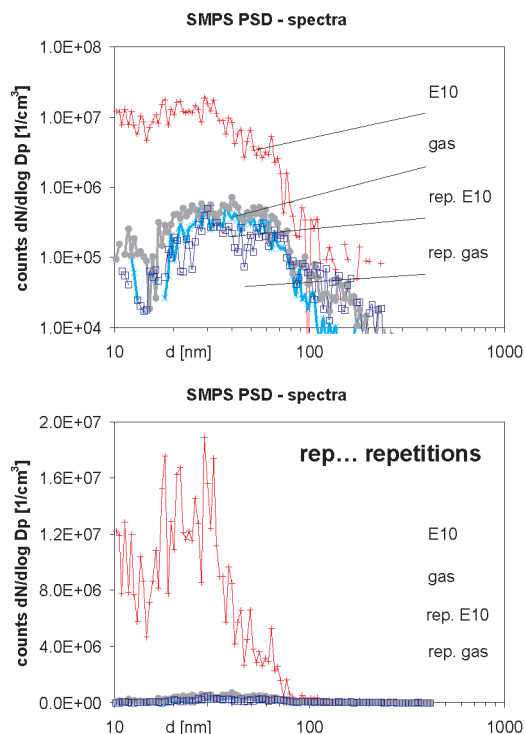 SMPS PSD - spectra
counts dN/dlog Dp [1/cm³]
1.0E+08
1.0E+07
1.0E+06
1.0E+05
1.0E+04
E10
gas
rep. E10
rep. gas
10 100 1000
d [nm]
SMPS PSD - spectra
counts dN/dlog Dp [1/cm³]
2.0E+07
1.6E+07
1.2E+07
8.0E+06
4.0E+06
0.0E+00
rep… repetitions
E10
gas
rep. E10
rep. gas
10 100 1000
d [nm]